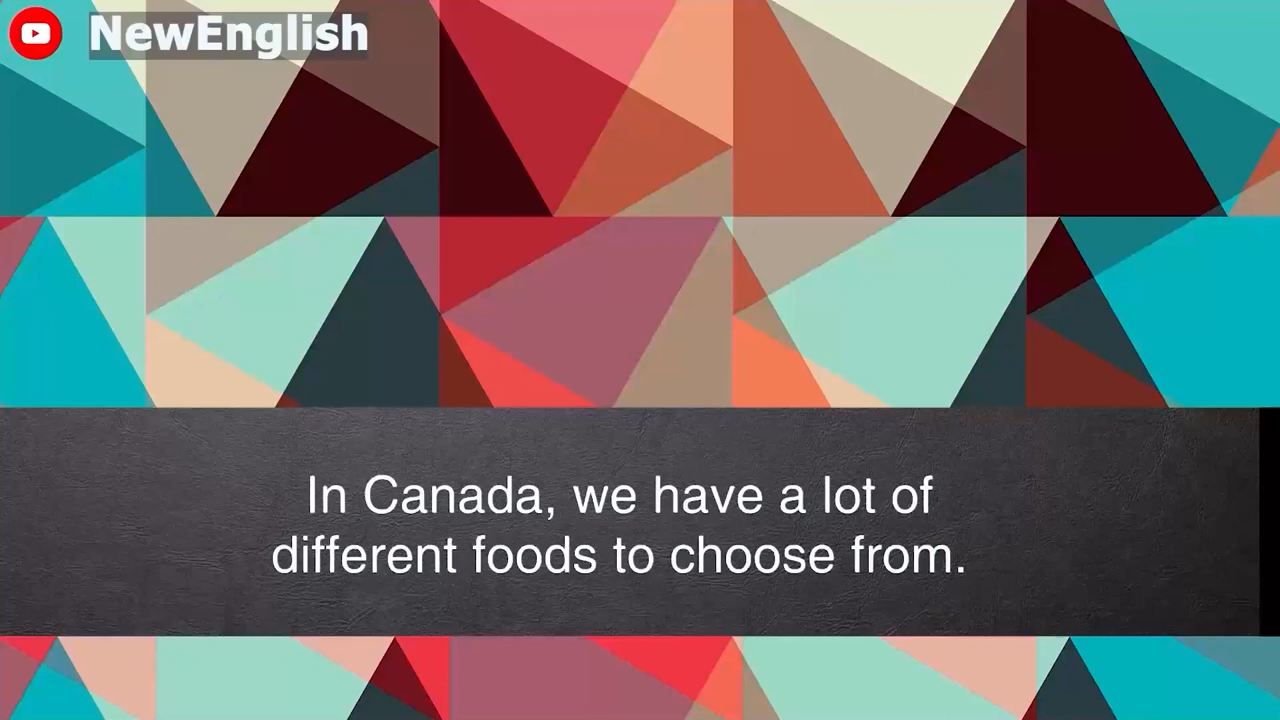 NewEnglish
In Canada, we have a lot of
different foods to choose from.